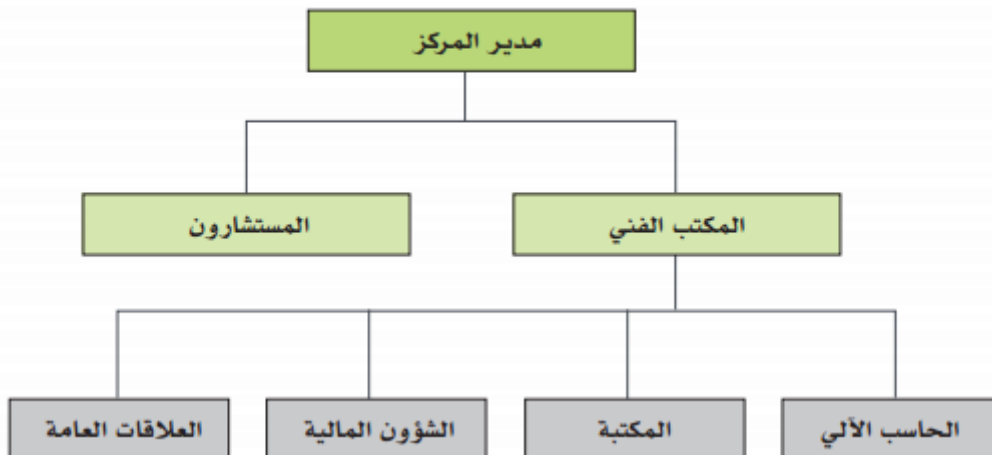 مدير المركز
المكتب الفني
المستشارون
الحاسب الآلي
المكتبة
الشؤون المالية
العلاقات العامة